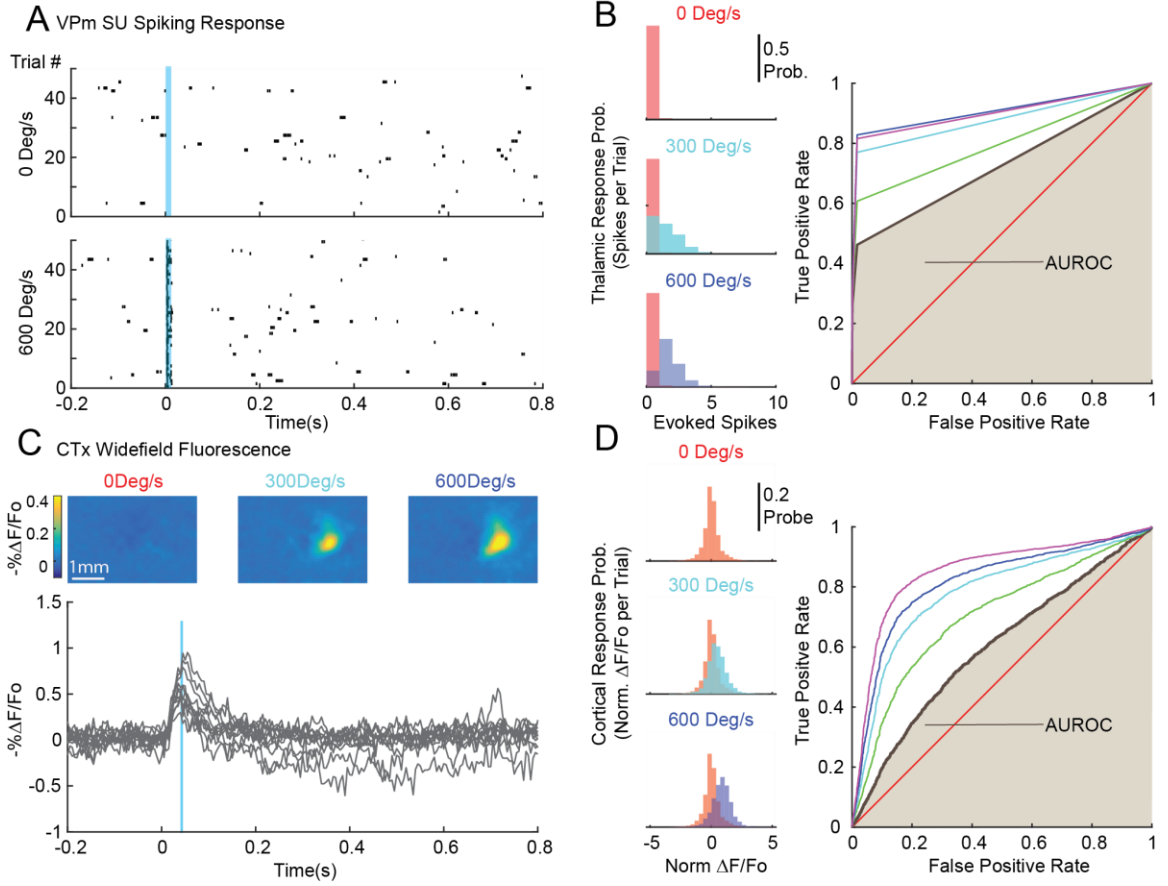 A VPm SU Spiking Response
Trial #
40
20
0
0 Deg/s
40
20
0
600 Deg/s
-0.2 0 0.2 0.4 0.6 0.8
Time(s)
B
0 Deg/s
0.5
Prob.
300 Deg/s
600 Deg/s
Thalamic Response Prob.
(Spikes per Trial)
0 5 10
Evoked Spikes
1
0.8
0.6
0.4
0.2
0
True Positive Rate
AUROC
0 0.2 0.4 0.6 0.8 1
False Positive Rate
C CTx Widefield Fluorescence
0Deg/s 300Deg/s 600Deg/s
0.4
0.2
0
-%ΔF/Fo
1mm
1.5
1
0.5
0
-0.5
-1
-%ΔF/Fo
-0.2 0 0.2 0.4 0.6 0.8
Time(s)
D
0 Deg/s
0.2
Probe
300 Deg/s
600 Deg/s
Cortical Response Prob.
(Norm. ΔF/Fo per Trial)
-5 0 5
Norm ΔF/Fo
1
0.8
0.6
0.4
0.2
0
True Positve Rate
AUROC
0 0.2 0.4 0.6 0.8 1
False Positive Rate